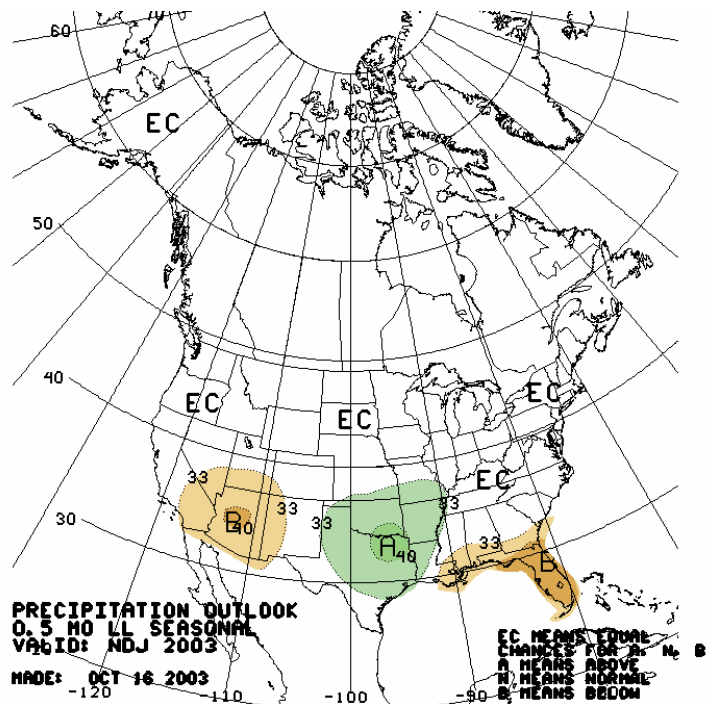 60
EC
50
40
EC
EC
EC
EC
33
33
33
33
33
B
40
A
40
B
30
PRECIPITATION OUTLOOK
0.5 MO LL SEASONAL
VALID: NDJ 2003
MADE: OCT 16 2003
-120
-110
-100
-90
EC MEANS EQUAL
CHANCES FOR A, N, B
A MEANS ABOVE
N MEANS NORMAL
B MEANS BELOW